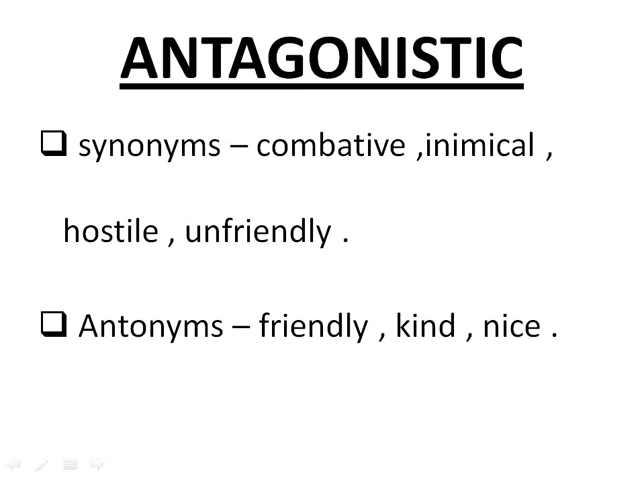 ANTAGONISTIC
synonyms – combative ,inimical ,
hostile , unfriendly .
Antonyms – friendly , kind , nice .